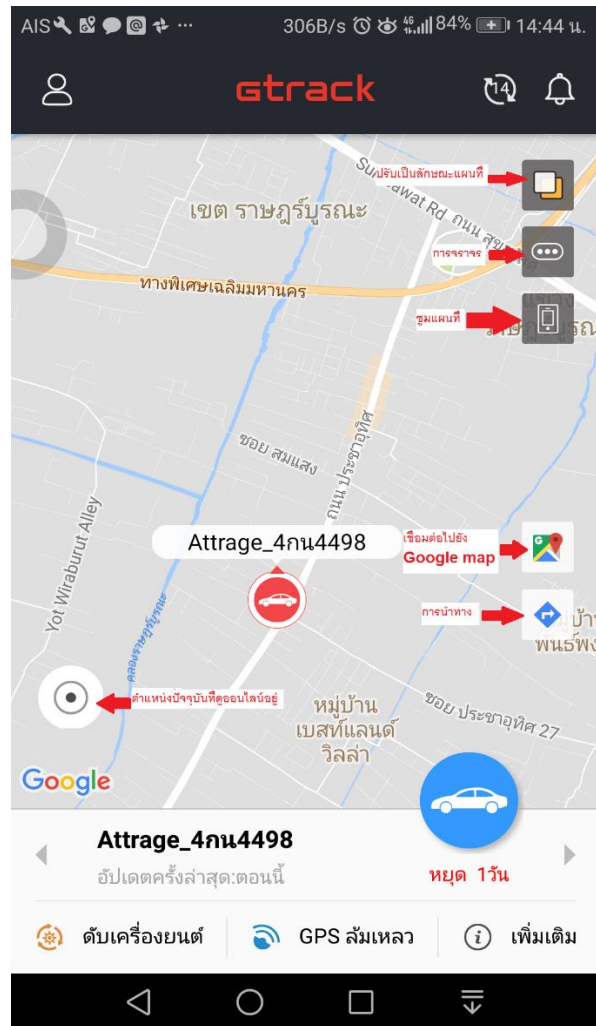 AIS ... 306B/s 4G 84% 14:44 น.
Gtrack
14
ปรับเป็นลักษณะแผนที่
เขต ราษฎร์บูรณะ
การจราจร
ทางพิเศษเฉลิมมหานคร
ซูมแผนที่
ถนน ประชาอุทิศ
ซอย สมแสง
Yot Wiraburut Alley
Attrage_4กน4498
เชื่อมต่อไปยัง
Google map
การนำทาง
ตำแหน่งปัจจุบันที่ดูออนไลน์อยู่
หมู่บ้าน
เบสท์แลนด์
วิลล่า
ซอย ประชาอุทิศ 27
Google
Attrage_4กน4498
อัปเดตครั้งล่าสุด:ตอนนี้
หยุด 1วัน
ดับเครื่องยนต์ GPS ล้มเหลว i เพิ่มเติม